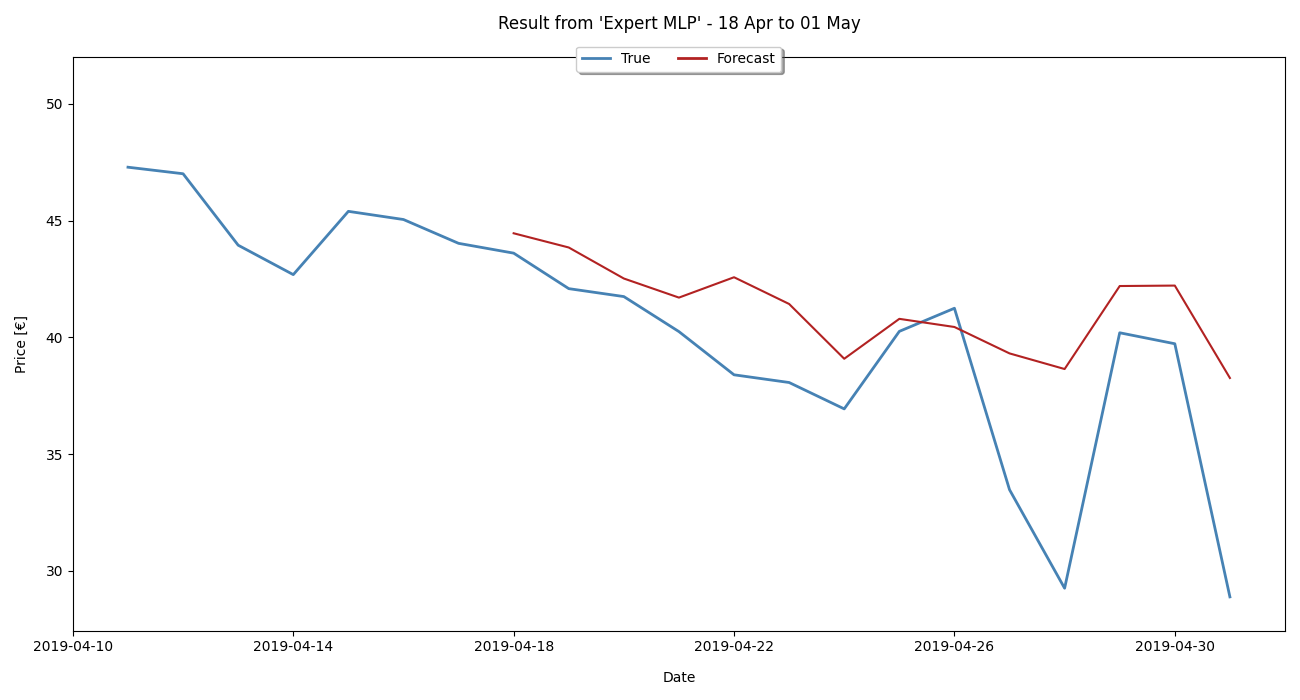 Result from 'Expert MLP' - 18 Apr to 01 May
True
Forecast
Price [€]
50
45
40
35
30
2019-04-10
2019-04-14
2019-04-18
2019-04-22
2019-04-26
2019-04-30
Date